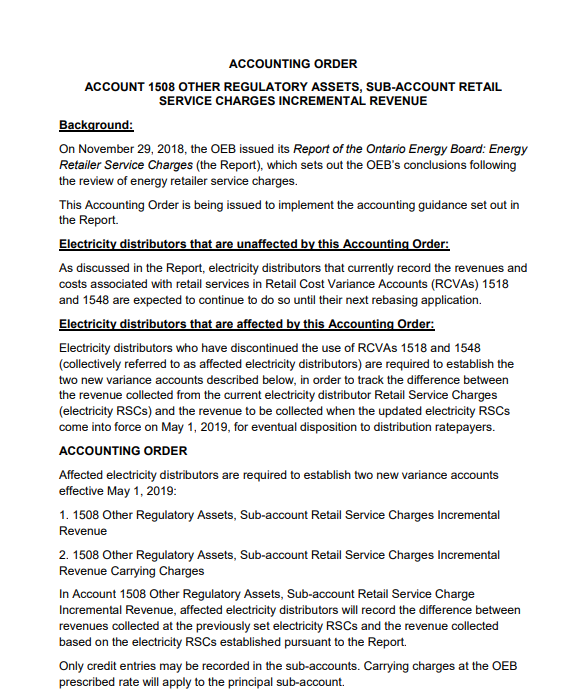 ACCOUNTING ORDER
ACCOUNT 1508 OTHER REGULATORY ASSETS, SUB-ACCOUNT RETAIL
SERVICE CHARGES INCREMENTAL REVENUE
Background:
On November 29, 2018, the OEB issued its Report of the Ontario Energy Board: Energy
Retailer Service Charges (the Report), which sets out the OEB's conclusions following
the review of energy retailer service charges.
This Accounting Order is being issued to implement the accounting guidance set out in
the Report.
Electricity distributors that are unaffected by this Accounting Order:
As discussed in the Report, electricity distributors that currently record the revenues and
costs associated with retail services in Retail Cost Variance Accounts (RCVAs) 1518
and 1548 are expected to continue to do so until their next rebasing application.
Electricity distributors that are affected by this Accounting Order:
Electricity distributors who have discontinued the use of RCVAs 1518 and 1548
(collectively referred to as affected electricity distributors) are required to establish the
two new variance accounts described below, in order to track the difference between
the revenue collected from the current electricity distributor Retail Service Charges
(electricity RSCs) and the revenue to be collected when the updated electricity RSCs
come into force on May 1, 2019, for eventual disposition to distribution ratepayers.
ACCOUNTING ORDER
Affected electricity distributors are required to establish two new variance accounts
effective May 1, 2019:
1. 1508 Other Regulatory Assets, Sub-account Retail Service Charges Incremental
Revenue
2. 1508 Other Regulatory Assets, Sub-account Retail Service Charges Incremental
Revenue Carrying Charges
In Account 1508 Other Regulatory Assets, Sub-account Retail Service Charge
Incremental Revenue, affected electricity distributors will record the difference between
revenues collected at the previously set electricity RSCs and the revenue collected
based on the electricity RSCs established pursuant to the Report.
Only credit entries may be recorded in the sub-accounts. Carrying charges at the OEB
prescribed rate will apply to the principal sub-account.